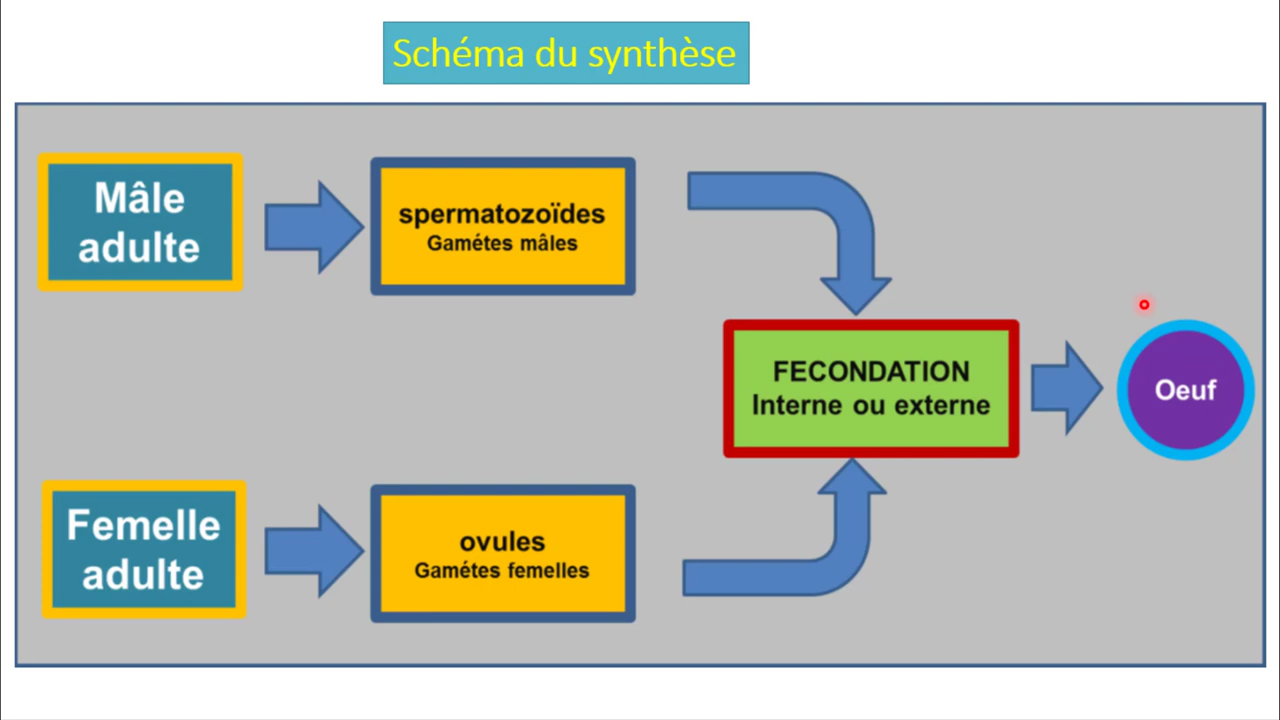 Schéma du synthèse
Mâle
adulte
spermatozoïdes
Gamétes mâles
FECONDATION
Interne ou externe
Oeuf
Femelle
adulte
ovules
Gamétes femelles